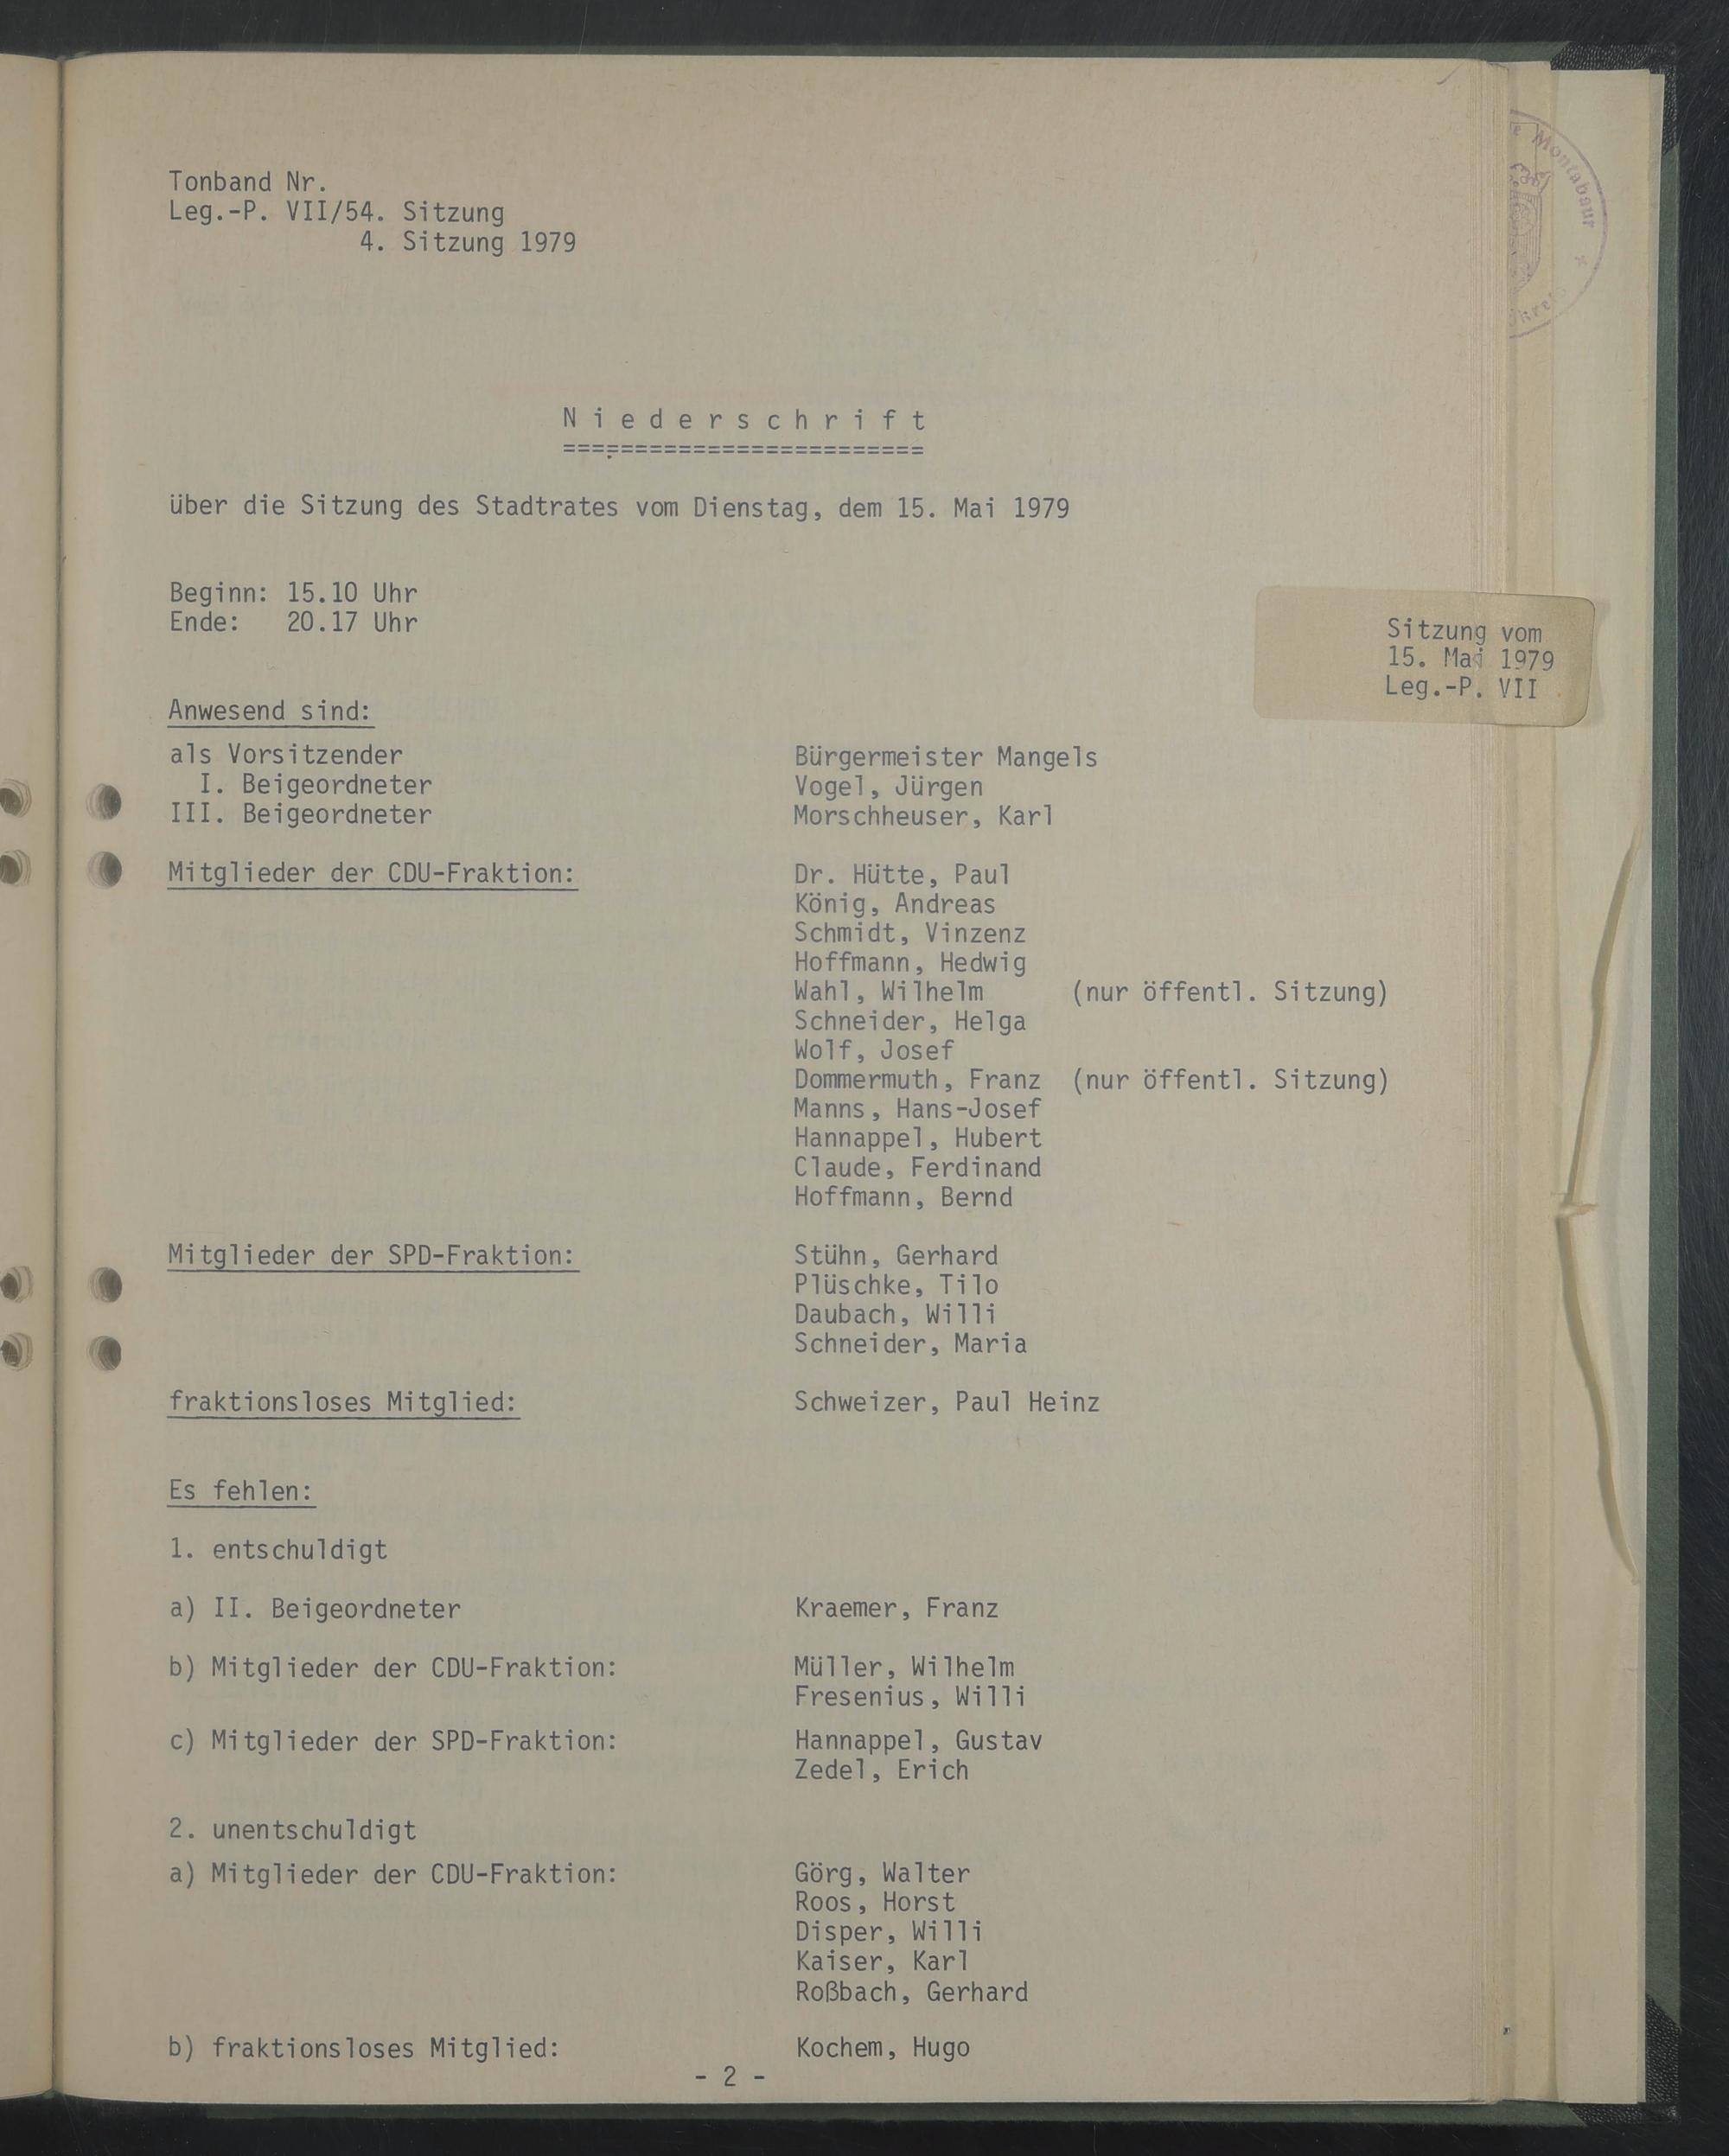 Tonband Nr.
Leg.-P. VII/54. Sitzung
4. Sitzung 1979
Niederschrift
=========================
über die Sitzung des Stadtrates vom Dienstag, dem 15. Mai 1979
Beginn: 15.10 Uhr
Ende: 20.17 Uhr
Sitzung vom
15. Mai 1979
Leg.-P. VII
Anwesend sind:
als Vorsitzender Bürgermeister Mangels
I. Beigeordneter Vogel, Jürgen
III. Beigeordneter Morschheuser, Karl
Mitglieder der CDU-Fraktion: Dr. Hütte, Paul
König, Andreas
Schmidt, Vinzenz
Hoffmann, Hedwig
Wahl, Wilhelm (nur öffentl. Sitzung)
Schneider, Helga
Wolf, Josef
Dommermuth, Franz (nur öffentl. Sitzung)
Manns, Hans-Josef
Hannappel, Hubert
Claude, Ferdinand
Hoffmann, Bernd
Mitglieder der SPD-Fraktion: Stühn, Gerhard
Plüschke, Tilo
Daubach, Willi
Schneider, Maria
fraktionsloses Mitglied: Schweizer, Paul Heinz
Es fehlen:
1. entschuldigt
a) II. Beigeordneter Kraemer, Franz
b) Mitglieder der CDU-Fraktion: Müller, Wilhelm
Fresenius, Willi
c) Mitglieder der SPD-Fraktion: Hannappel, Gustav
Zedel, Erich
2. unentschuldigt
a) Mitglieder der CDU-Fraktion: Görg, Walter
Roos, Horst
Disper, Willi
Kaiser, Karl
Roßbach, Gerhard
b) fraktionsloses Mitglied: Kochem, Hugo
- 2 -
Montabaur